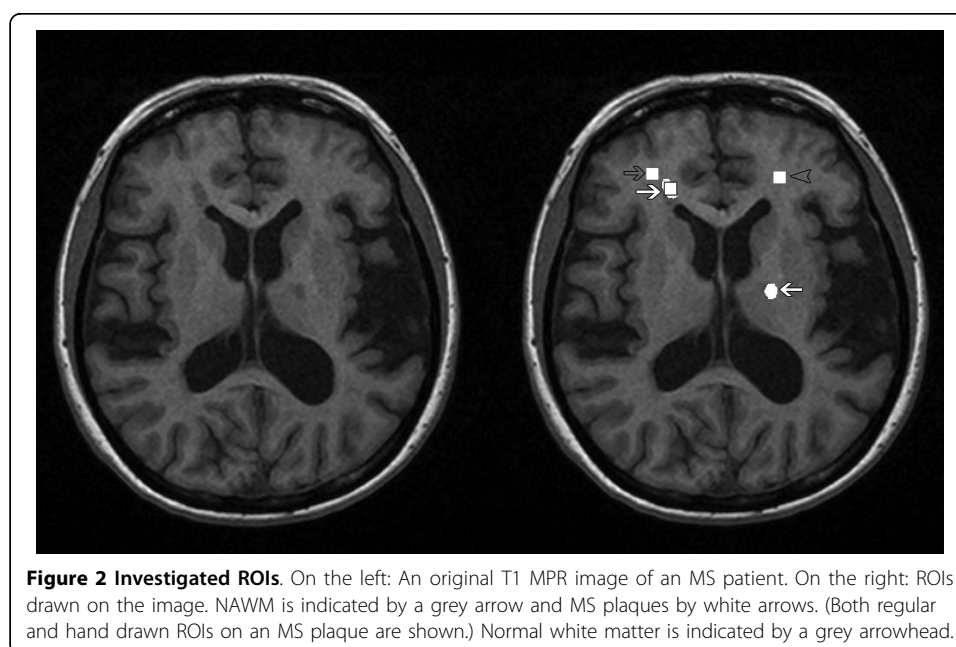 Figure 2 Investigated ROIs. On the left: An original T1 MPR image of an MS patient. On the right: ROIs
drawn on the image. NAWM is indicated by a grey arrow and MS plaques by white arrows. (Both regular
and hand drawn ROIs on an MS plaque are shown.) Normal white matter is indicated by a grey arrowhead.